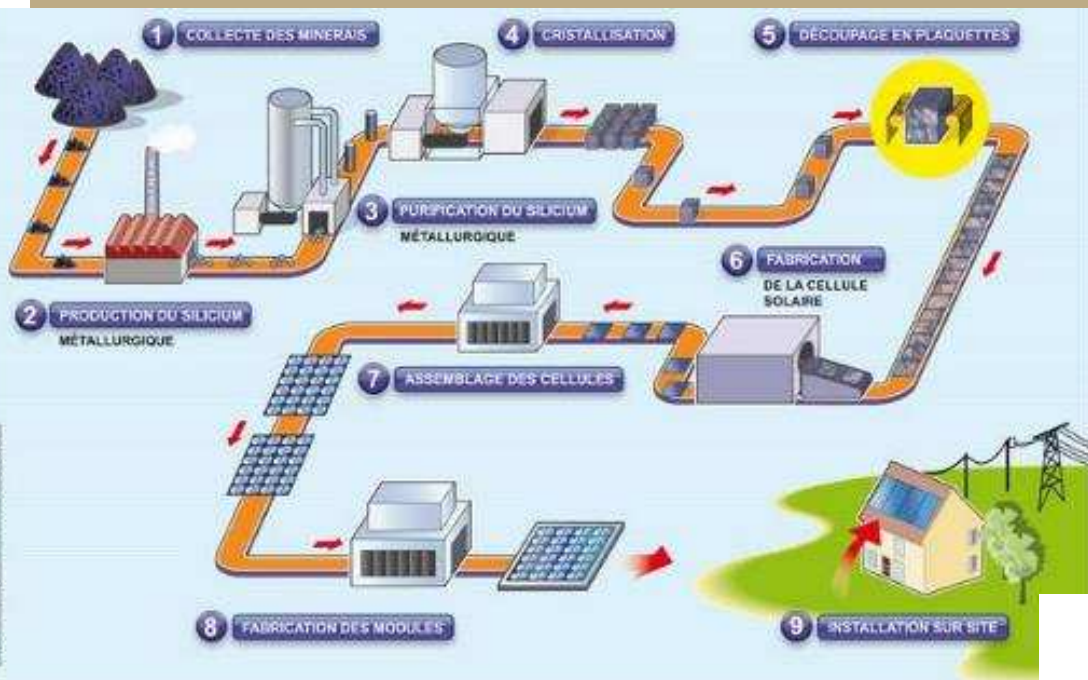 1 COLLECTE DES MINERAIS
2 PRODUCTION DU SILICIUM
MÉTALLURGIQUE
3 PURIFICATION DU SILICIUM
MÉTALLURGIQUE
4 CRISTALLISATION
5 DÉCOUPAGE EN PLAQUETTES
6 FABRICATION
DE LA CELLULE
SOLAIRE
7 ASSEMBLAGE DES CELLULES
8 FABRICATION DES MODULES
9 INSTALLATION SUR SITE